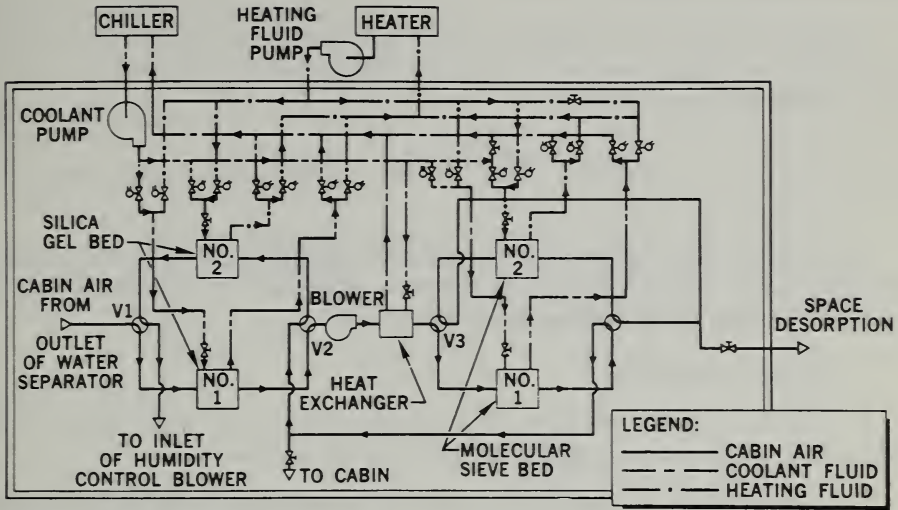 CHILLER
HEATING
FLUID
PUMP
HEATER
COOLANT
PUMP
SILICA
GEL BED
NO.
2
NO.
2
CABIN AIR
FROM
V1
BLOWER
V2
V3
SPACE
DESORPTION
OUTLET
OF WATER
SEPARATOR
NO.
1
HEAT
EXCHANGER
NO.
1
TO INLET
OF HUMIDITY
CONTROL BLOWER
TO CABIN
MOLECULAR
SIEVE BED
LEGEND:
CABIN AIR
COOLANT FLUID
HEATING FLUID